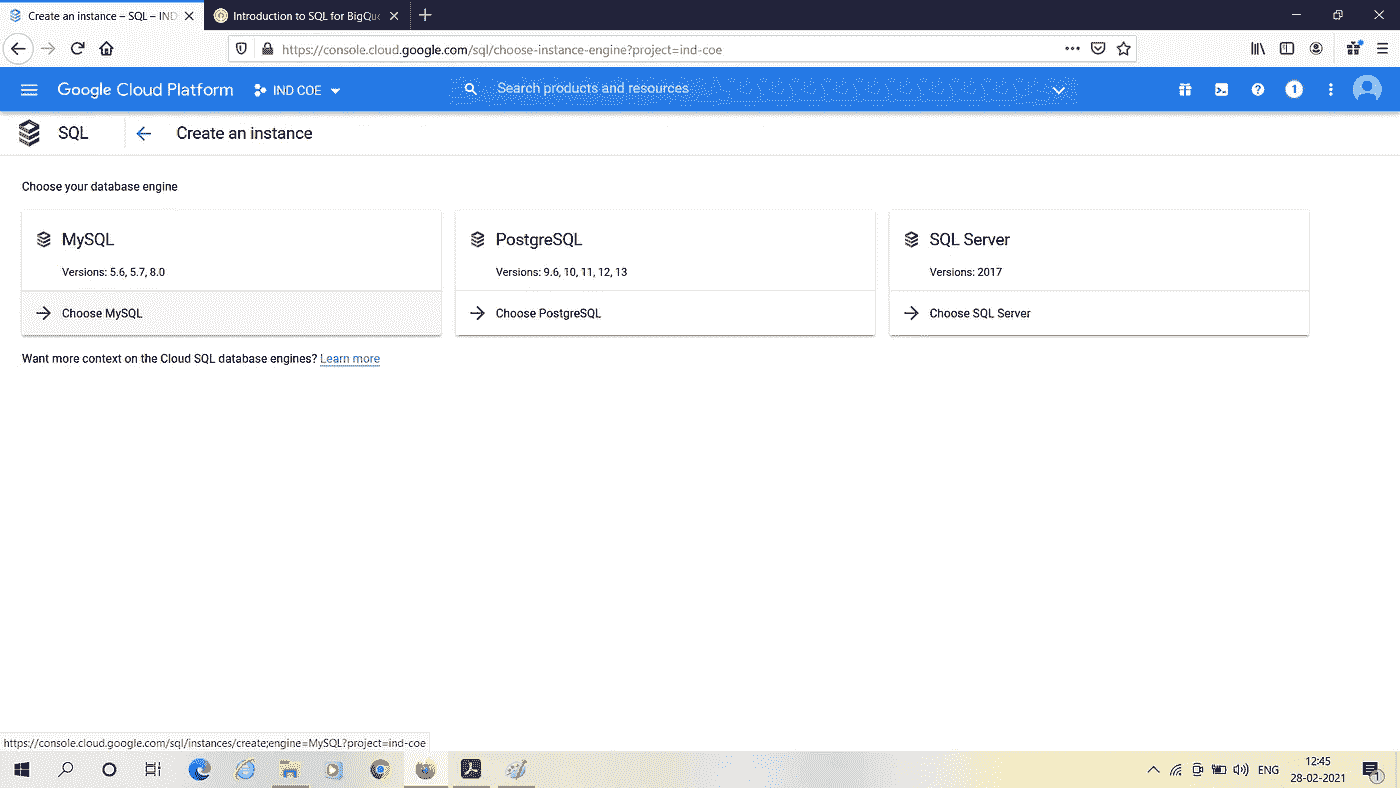 Create an instance – SQL – IND
Introduction to SQL for BigQue
https://console.cloud.google.com/sql/choose-instance-engine?project=ind-coe
Google Cloud Platform
IND COE
Search products and resources
1
SQL
Create an instance
Choose your database engine
MySQL
Versions: 5.6, 5.7, 8.0
Choose MySQL
PostgreSQL
Versions: 9.6, 10, 11, 12, 13
Choose PostgreSQL
SQL Server
Versions: 2017
Choose SQL Server
Want more context on the Cloud SQL database engines? Learn more
https://console.cloud.google.com/sql/instances/create;engine=MySQL?project=ind-coe
ENG
12:45
28-02-2021
1